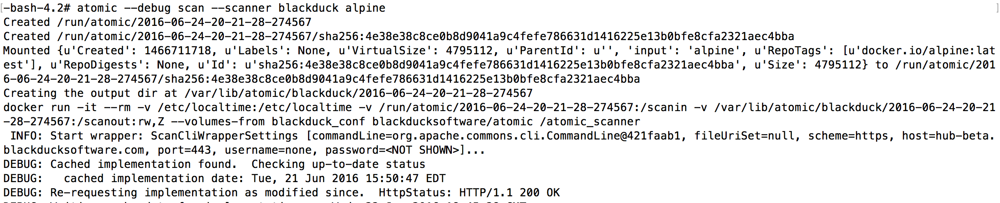 [-bash-4.2# atomic --debug scan --scanner blackduck alpine ]
Created /run/atomic/2016-06-24-20-21-28-274567
Created /run/atomic/2016-06-24-20-21-28-274567/sha256:4e38e38c8ce0b8d9041a9c4fefe786631d1416225e13b0bfe8cfa2321aec4bba
Mounted {u'Created': 1466711718, u'Labels': None, u'VirtualSize': 4795112, u'ParentId': u'', 'input': 'alpine', u'RepoTags': [u'docker.io/alpine:lat
est'], u'RepoDigests': None, u'Id': u'sha256:4e38e38c8ce0b8d9041a9c4fefe786631d1416225e13b0bfe8cfa2321aec4bba', u'Size': 4795112} to /run/atomic/201
6-06-24-20-21-28-274567/sha256:4e38e38c8ce0b8d9041a9c4fefe786631d1416225e13b0bfe8cfa2321aec4bba
Creating the output dir at /var/lib/atomic/blackduck/2016-06-24-20-21-28-274567
docker run -it --rm -v /etc/localtime:/etc/localtime -v /run/atomic/2016-06-24-20-21-28-274567:/scanin -v /var/lib/atomic/blackduck/2016-06-24-20-21
-28-274567:/scanout:rw,Z --volumes-from blackduck_conf blackducksoftware/atomic /atomic_scanner
 INFO: Start wrapper: ScanCliWrapperSettings [commandLine=org.apache.commons.cli.CommandLine@421faab1, fileUriSet=null, scheme=https, host=hub-beta.
blackducksoftware.com, port=443, username=none, password=<NOT SHOWN>]...
DEBUG: Cached implementation found.  Checking up-to-date status
DEBUG:   cached implementation date: Tue, 21 Jun 2016 15:50:47 EDT
DEBUG: Re-requesting implementation as modified since.  HttpStatus: HTTP/1.1 200 OK